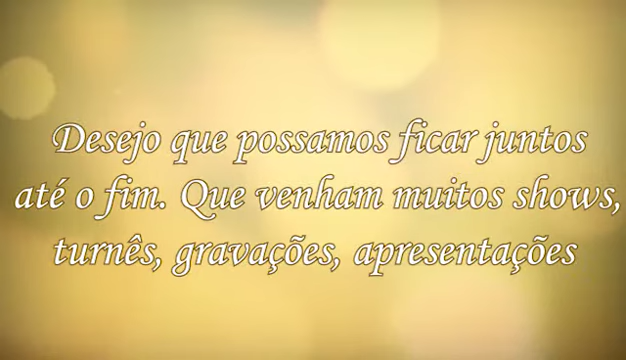 Desejo que possamos ficar juntos
até o fim. Que venham muitos shows,
turnês, gravações, apresentações